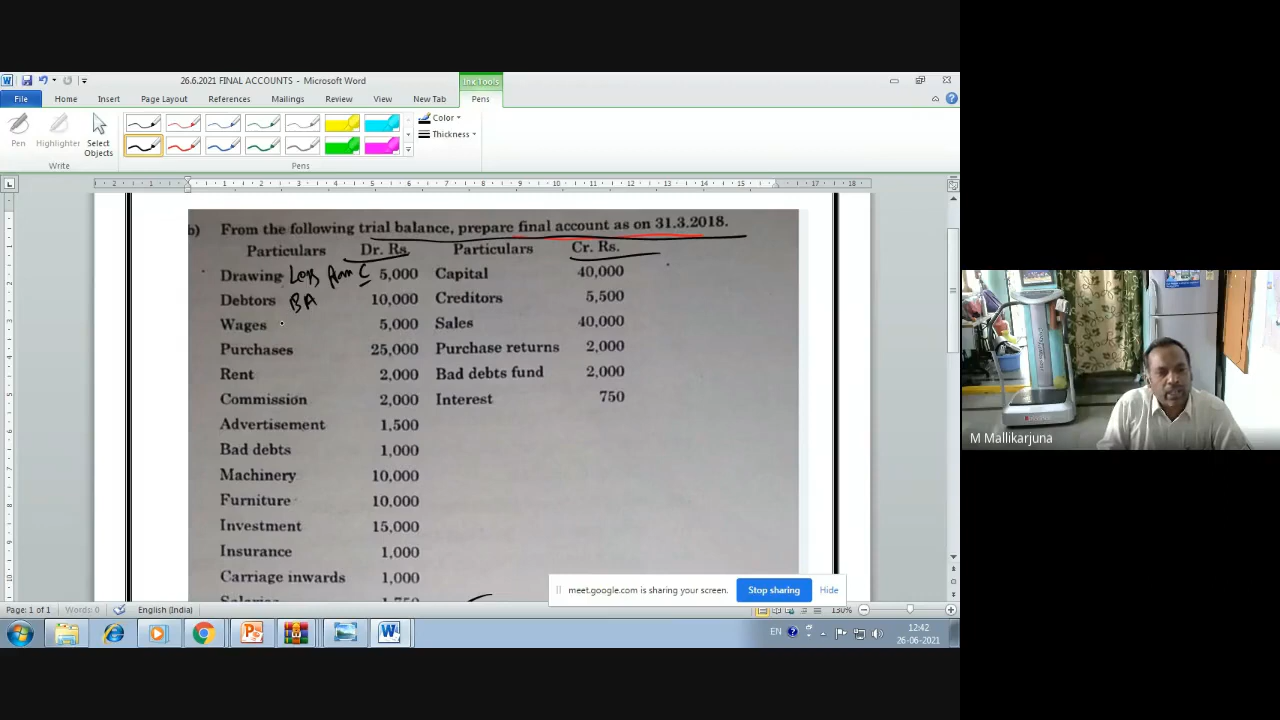 26.6.2021 FINAL ACCOUNTS - Microsoft Word
Ink Tools
File Home Insert Page Layout References Mailings Review View New Tab Pens
Pen Highlighter Select Objects
Color
Thickness
Write Pens
b) From the following trial balance, prepare final account as on 31.3.2018.
Particulars Dr. Rs. Particulars Cr. Rs.
Drawing Less from C 5,000 Capital 40,000
Debtors BA 10,000 Creditors 5,500
Wages 5,000 Sales 40,000
Purchases 25,000 Purchase returns 2,000
Rent 2,000 Bad debts fund 2,000
Commission 2,000 Interest 750
Advertisement 1,500
Bad debts 1,000
Machinery 10,000
Furniture 10,000
Investment 15,000
Insurance 1,000
Carriage inwards 1,000
Salaries 1,750
meet.google.com is sharing your screen. Stop sharing Hide
Page: 1 of 1 Words: 0 English (India) 130%
EN 12:42
26-06-2021
M Mallikarjuna